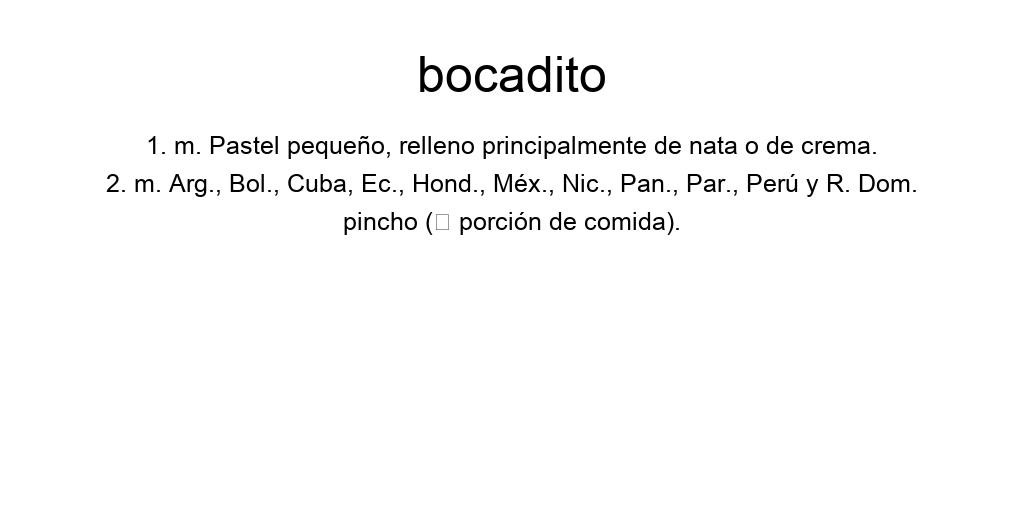 bocadito
1. m. Pastel pequeño, relleno principalmente de nata o de crema.
2. m. Arg., Bol., Cuba, Ec., Hond., Méx., Nic., Pan., Par., Perú y R. Dom.
pincho (□ porción de comida).